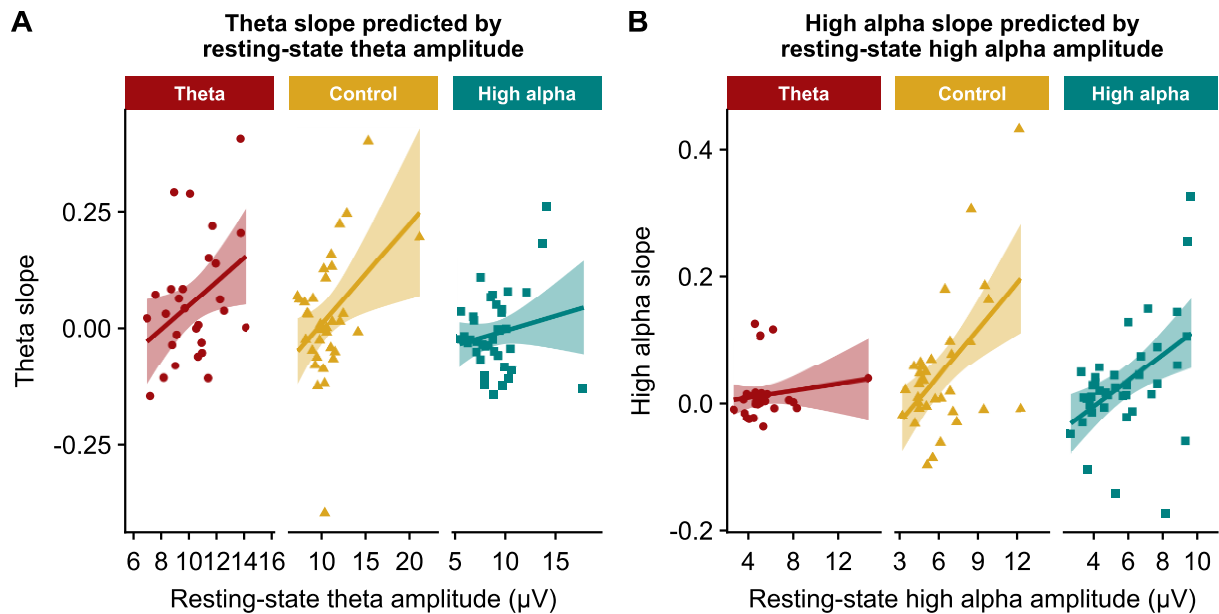 A
Theta slope predicted by
resting-state theta amplitude
Theta
Control
High alpha
Theta slope
0.25
0.00
-0.25
6 8 10 12 14 16
10 15 20
5 10 15
Resting-state theta amplitude (µV)
B
High alpha slope predicted by
resting-state high alpha amplitude
Theta
Control
High alpha
High alpha slope
0.4
0.2
0.0
-0.2
4 8 12
3 6 9 12
4 6 8 10
Resting-state high alpha amplitude (µV)